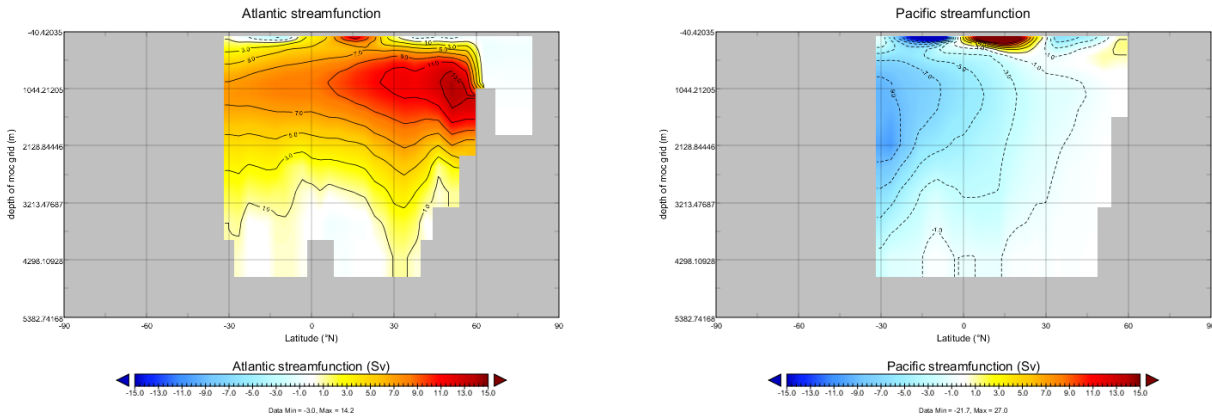 Atlantic streamfunction
-40.42035
1044.21205
2128.84446
3213.47687
4298.10928
5382.74168
depth of moc grid (m)
-90 -60 -30 0 30 60 90
Latitude (°N)
Atlantic streamfunction (Sv)
-15.0 -13.0 -11.0 -9.0 -7.0 -5.0 -3.0 -1.0 1.0 3.0 5.0 7.0 9.0 11.0 13.0 15.0
Data Min = -3.0, Max = 14.2
Pacific streamfunction
-40.42035
1044.21205
2128.84446
3213.47687
4298.10928
5382.74168
depth of moc grid (m)
-90 -60 -30 0 30 60 90
Latitude (°N)
Pacific streamfunction (Sv)
-15.0 -13.0 -11.0 -9.0 -7.0 -5.0 -3.0 -1.0 1.0 3.0 5.0 7.0 9.0 11.0 13.0 15.0
Data Min = -21.7, Max = 27.0